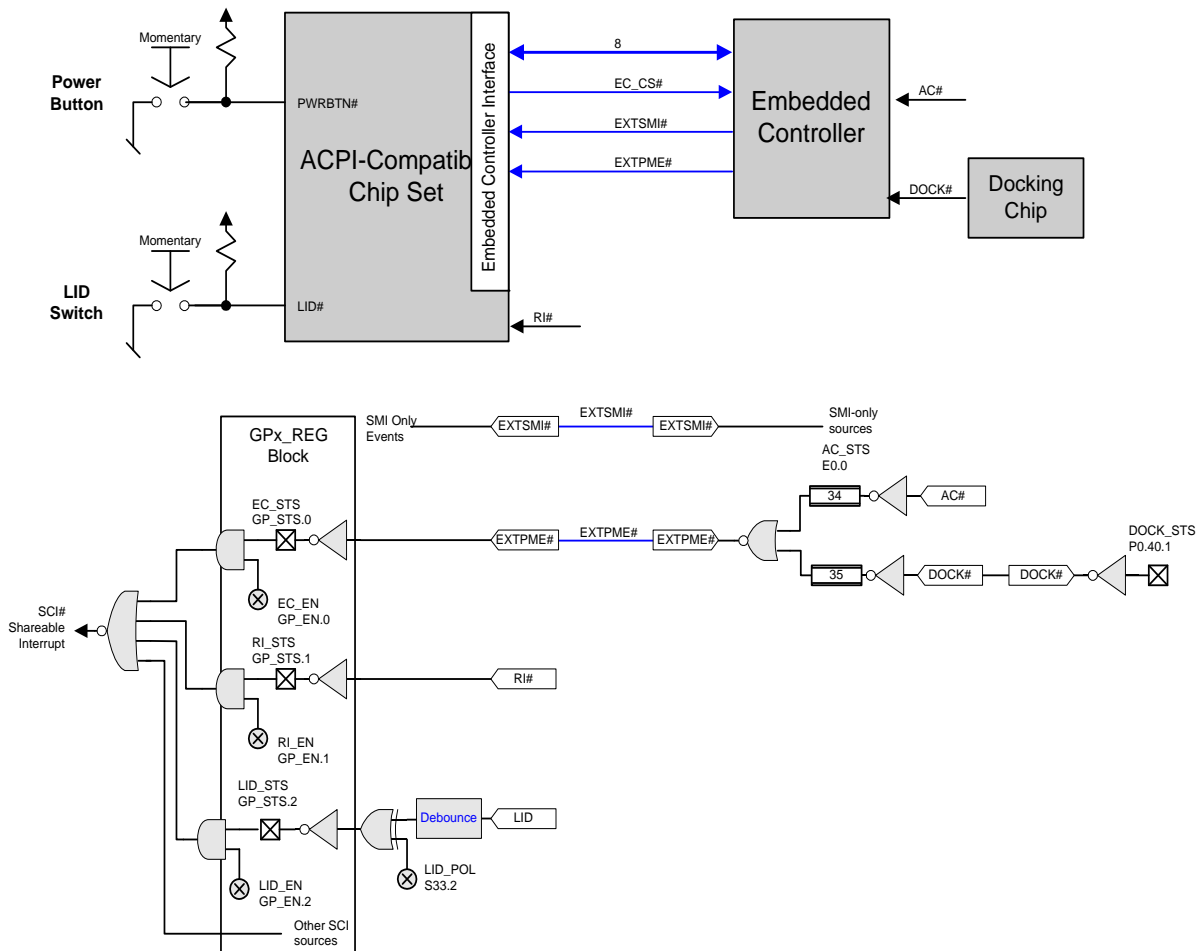 Momentary
Power
Button
PWRBTN#
ACPI-Compatib
Chip Set
Embedded Controller Interface
8
EC_CS#
EXTSMI#
EXTPME#
Embedded
Controller
AC#
DOCK#
Docking
Chip
Momentary
LID
Switch
LID#
RI#
GPx_REG
Block
SMI Only
Events
EXTSMI#
EXTSMI#
EXTSMI#
SMI-only
sources
AC_STS
E0.0
34
AC#
EC_STS
GP_STS.0
EXTPME#
EXTPME#
EXTPME#
DOCK_STS
P0.40.1
35
DOCK#
DOCK#
EC_EN
GP_EN.0
SCI#
Shareable
Interrupt
RI_STS
GP_STS.1
RI#
RI_EN
GP_EN.1
LID_STS
GP_STS.2
Debounce
LID
LID_POL
S33.2
LID_EN
GP_EN.2
Other SCI
sources